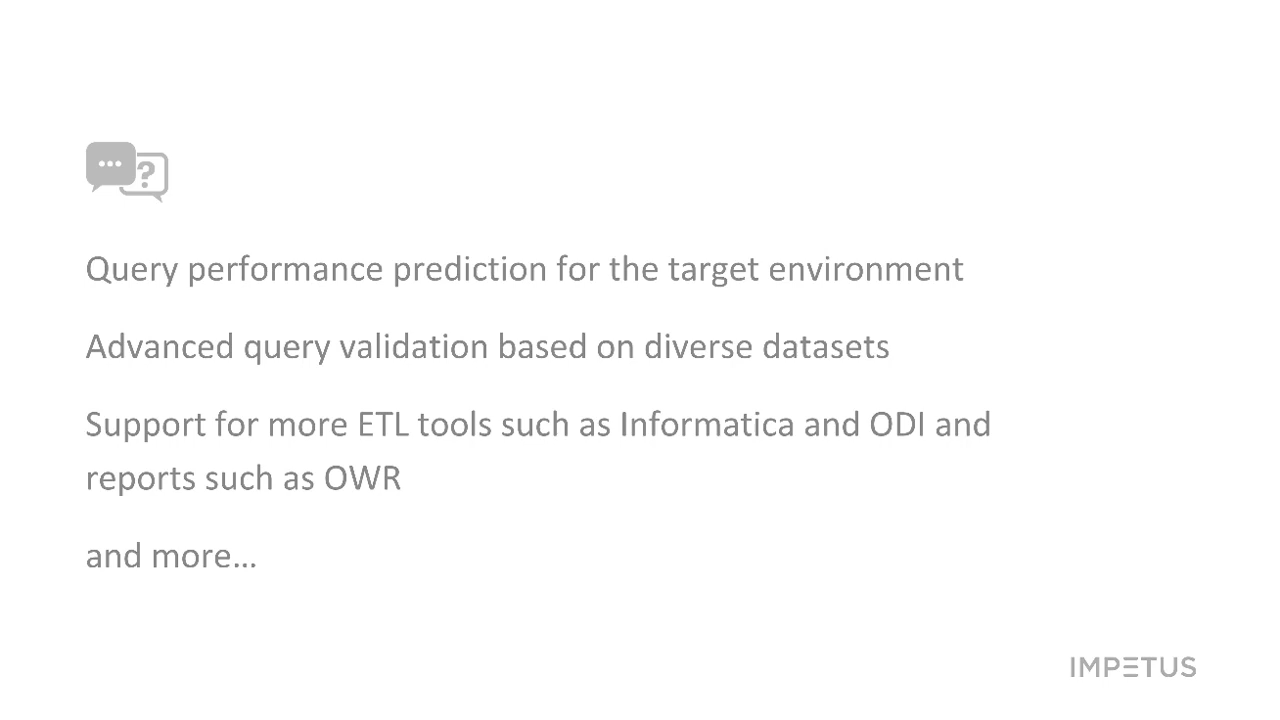 ?
Query performance prediction for the target environment
Advanced query validation based on diverse datasets
Support for more ETL tools such as Informatica and ODI and
reports such as OWR
and more...
IMPETUS